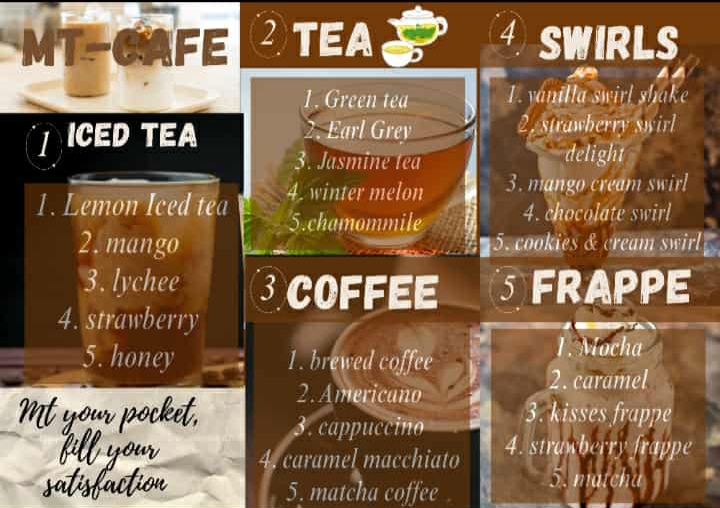 MT-CAFE
1 ICED TEA
1. Lemon Iced tea
2. mango
3. lychee
4. strawberry
5. honey
Mt your pocket,
fill your
satisfaction
2 TEA
1. Green tea
2. Earl Grey
3. Jasmine tea
4. winter melon
5.chamommile
3 COFFEE
1. brewed coffee
2. Americano
3. cappuccino
4. caramel macchiato
5. matcha coffee
4 SWIRLS
1. vanilla swirl shake
2. strawberry swirl
delight
3. mango cream swirl
4. chocolate swirl
5. cookies & cream swirl
5 FRAPPE
1. Mocha
2. caramel
3. kisses frappe
4. strawberry frappe
5. matcha